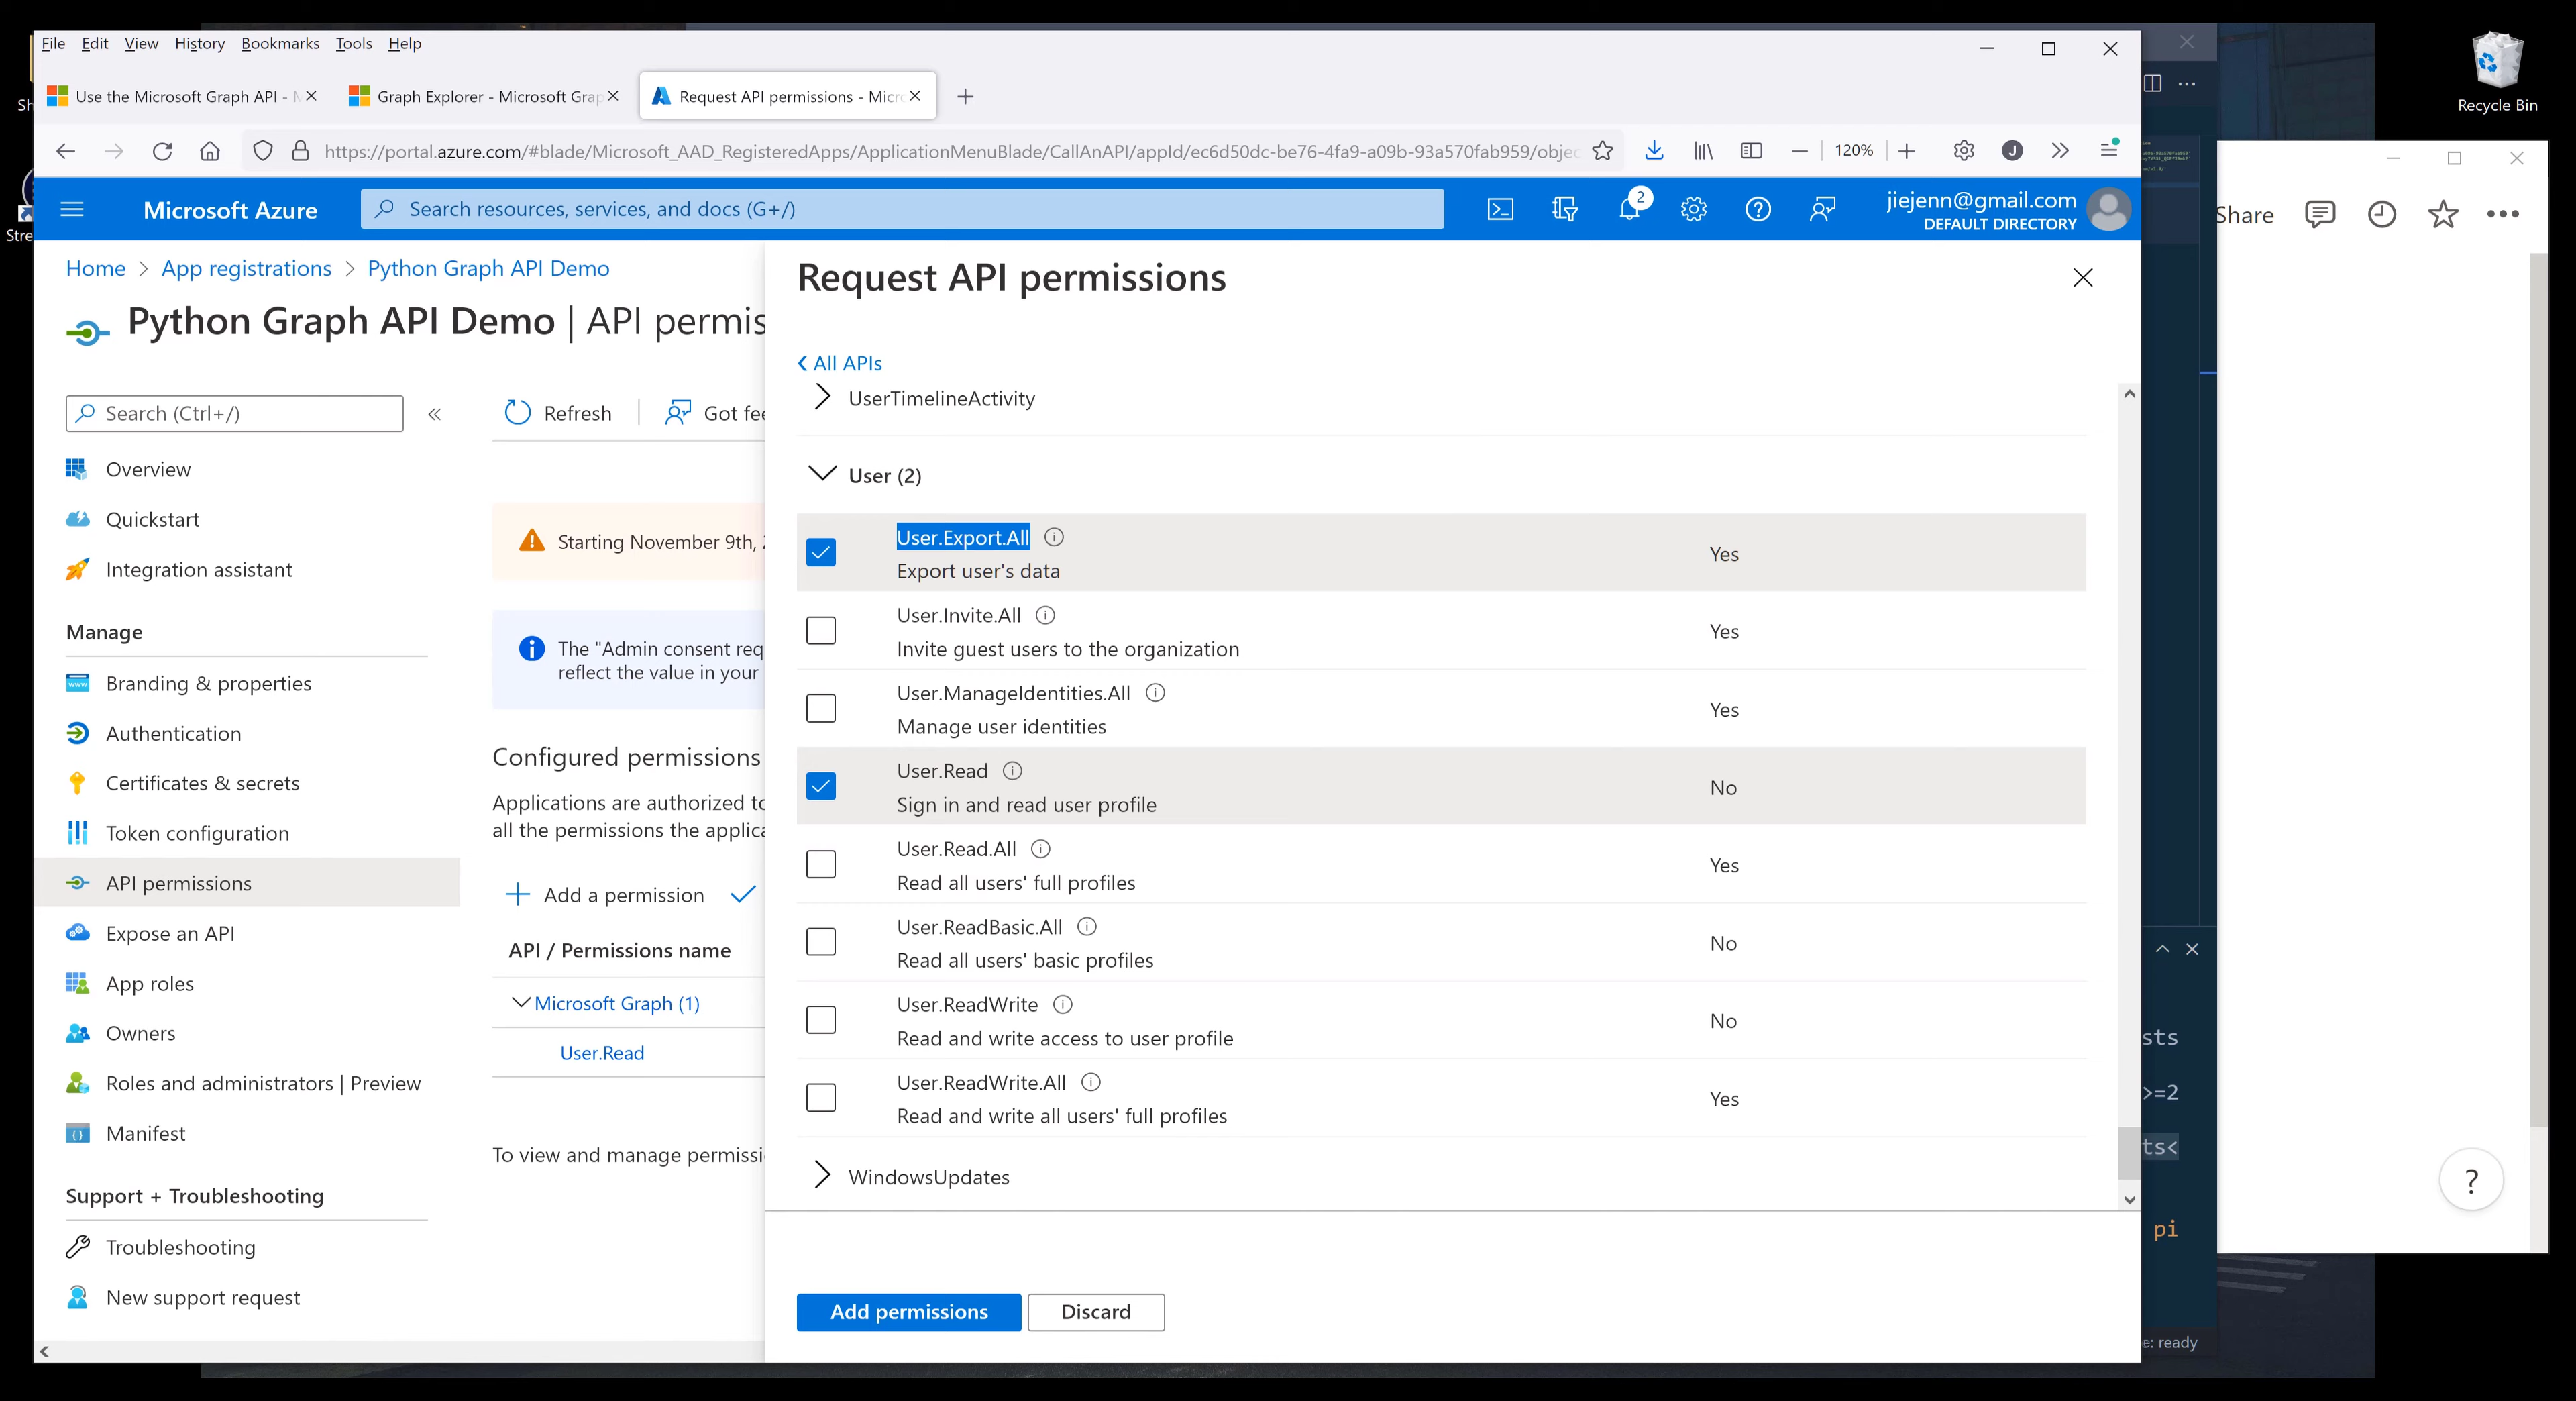 File Edit View History Bookmarks Tools Help
Use the Microsoft Graph API -
Graph Explorer - Microsoft Grap
Request API permissions - Micro
https://portal.azure.com/#blade/Microsoft_AAD_RegisteredApps/ApplicationMenuBlade/CallAnAPI/appId/ec6d50dc-be76-4fa9-a09b-93a570fab959/objec
120%
J
Microsoft Azure
Search resources, services, and docs (G+/)
2
jiejenn@gmail.com
DEFAULT DIRECTORY
Home > App registrations > Python Graph API Demo
Python Graph API Demo | API permis
Search (Ctrl+/)
«
Overview
Quickstart
Integration assistant
Manage
Branding & properties
Authentication
Certificates & secrets
Token configuration
API permissions
Expose an API
App roles
Owners
Roles and administrators | Preview
Manifest
Support + Troubleshooting
Troubleshooting
New support request
Refresh
Got fee
Starting November 9th,
The "Admin consent req
reflect the value in your
Configured permissions
Applications are authorized to
all the permissions the applica
Add a permission
API / Permissions name
Microsoft Graph (1)
User.Read
To view and manage permissi
Request API permissions
All APIs
UserTimelineActivity
User (2)
User.Export.All
Export user's data
Yes
User.Invite.All
Invite guest users to the organization
Yes
User.ManageIdentities.All
Manage user identities
Yes
User.Read
Sign in and read user profile
No
User.Read.All
Read all users' full profiles
Yes
User.ReadBasic.All
Read all users' basic profiles
No
User.ReadWrite
Read and write access to user profile
No
User.ReadWrite.All
Read and write all users' full profiles
Yes
WindowsUpdates
Add permissions
Discard
Recycle Bin
Share
Sh
Stre
sts
>=2
ts<
pi
e: ready
?